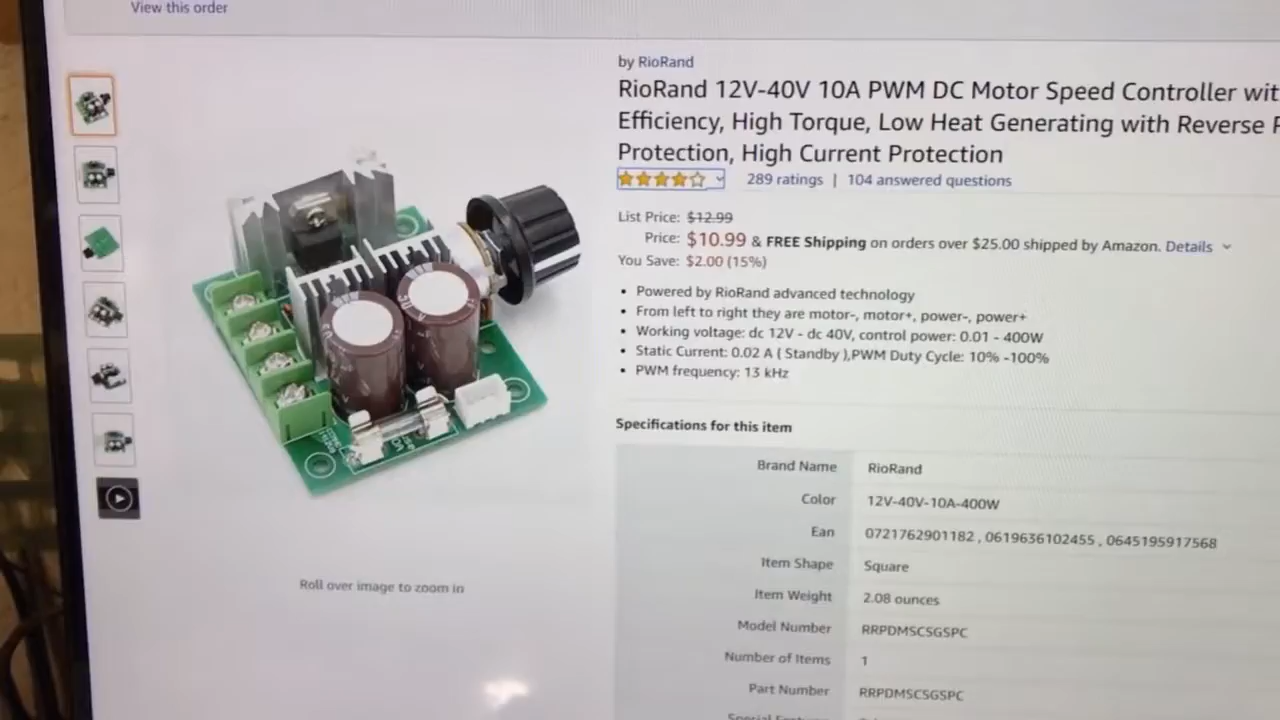 View this order
by RioRand
RioRand 12V-40V 10A PWM DC Motor Speed Controller wit
Efficiency, High Torque, Low Heat Generating with Reverse P
Protection, High Current Protection
289 ratings | 104 answered questions
List Price: $12.99
Price: $10.99 & FREE Shipping on orders over $25.00 shipped by Amazon. Details
You Save: $2.00 (15%)
• Powered by RioRand advanced technology
• From left to right they are motor-, motor+, power-, power+
• Working voltage: dc 12V - dc 40V, control power: 0.01 - 400W
• Static Current: 0.02 A ( Standby ),PWM Duty Cycle: 10% -100%
• PWM frequency: 13 kHz
Specifications for this item
Brand Name RioRand
Color 12V-40V-10A-400W
Ean 0721762901182 , 0619636102455 , 0645195917568
Item Shape Square
Item Weight 2.08 ounces
Model Number RRPDMSCSGSPC
Number of Items 1
Part Number RRPDMSCSGSPC
Roll over image to zoom in